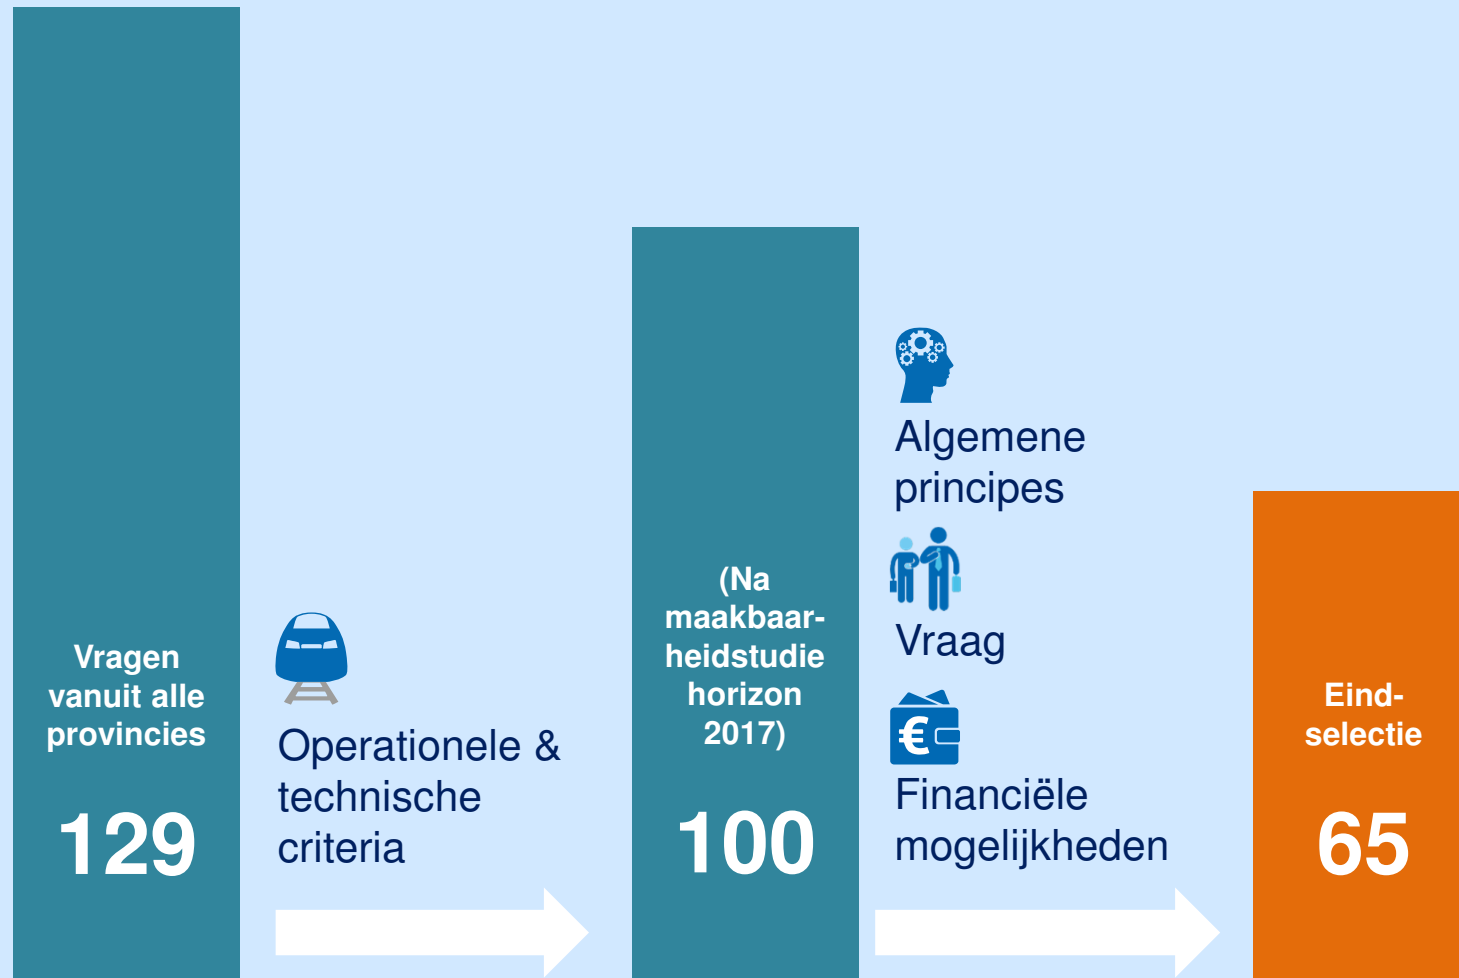 Vragen
vanuit alle
provincies
129
Operationele &
technische
criteria
(Na
maakbaar-
heidstudie
horizon
2017)
100
Algemene
principes
Vraag
€
Financiële
mogelijkheden
Eind-
selectie
65